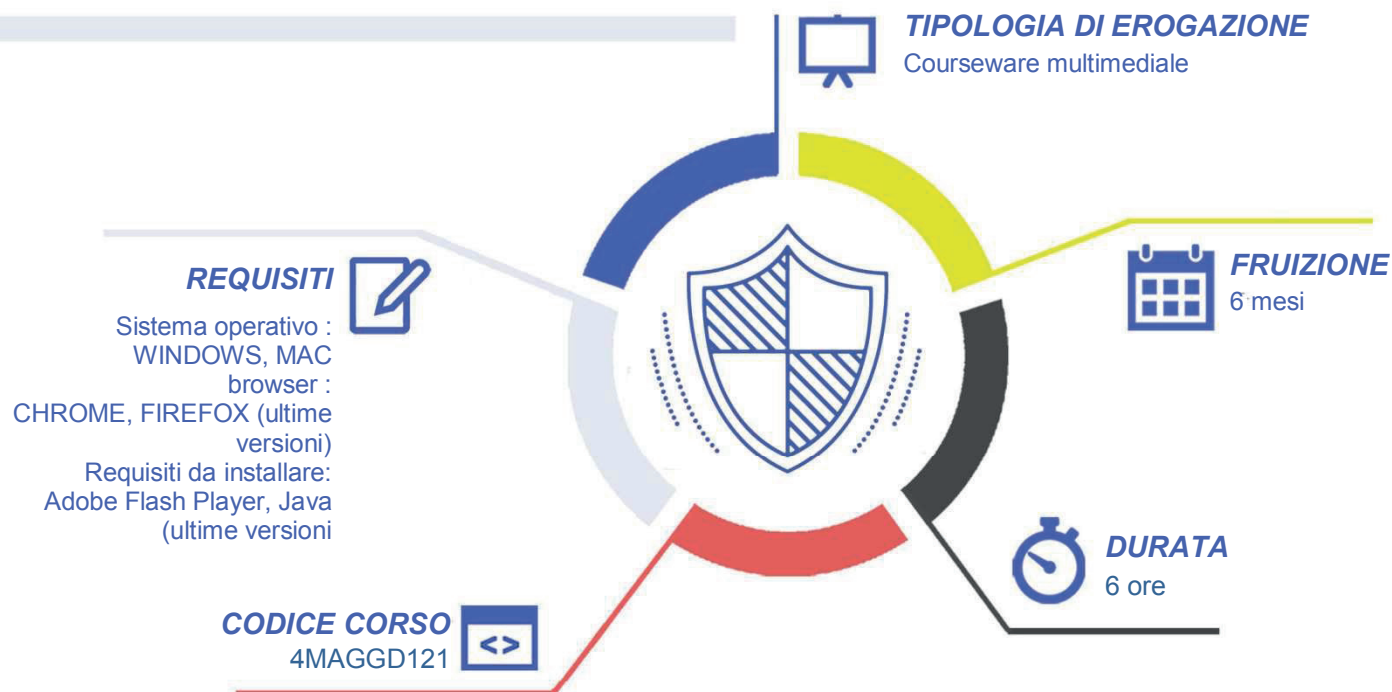 TIPOLOGIA DI EROGAZIONE
Courseware multimediale
REQUISITI
Sistema operativo :
WINDOWS, MAC
browser :
CHROME, FIREFOX (ultime
versioni)
Requisiti da installare:
Adobe Flash Player, Java
(ultime versioni
FRUIZIONE
6 mesi
DURATA
6 ore
CODICE CORSO
4MAGGD121
<>